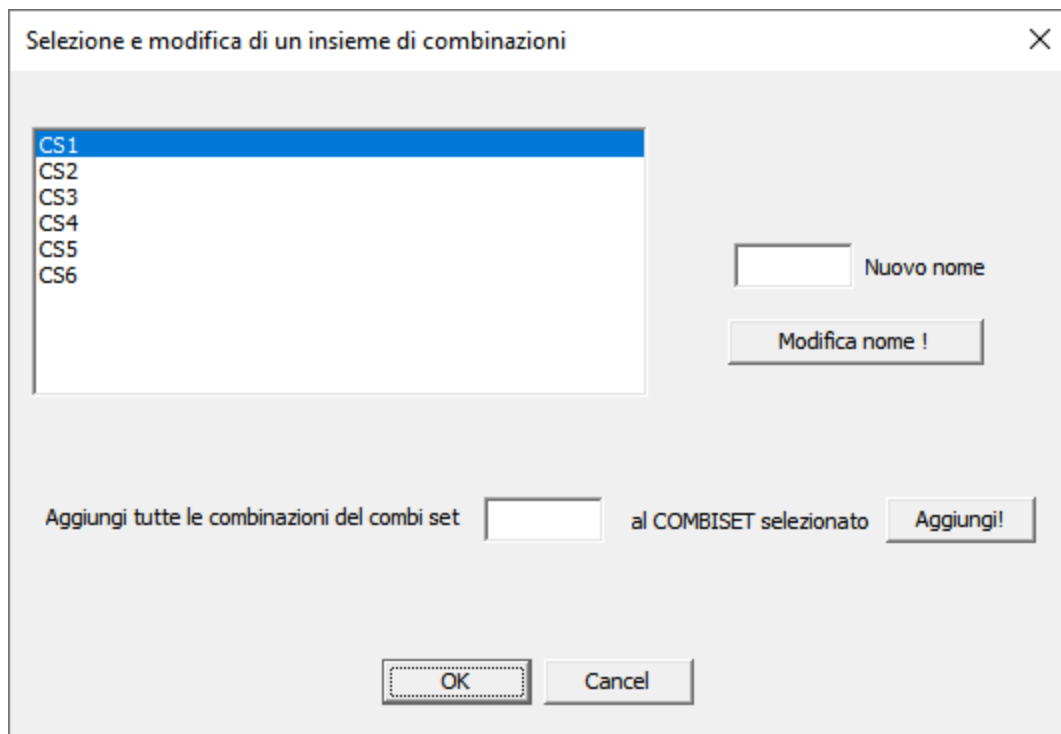 Selezione e modifica di un insieme di combinazioni
CS1
CS2
CS3
CS4
CS5
CS6
Nuovo nome
Modifica nome !
Aggiungi tutte le combinazioni del combi set al COMBISET selezionato Aggiungi!
OK Cancel